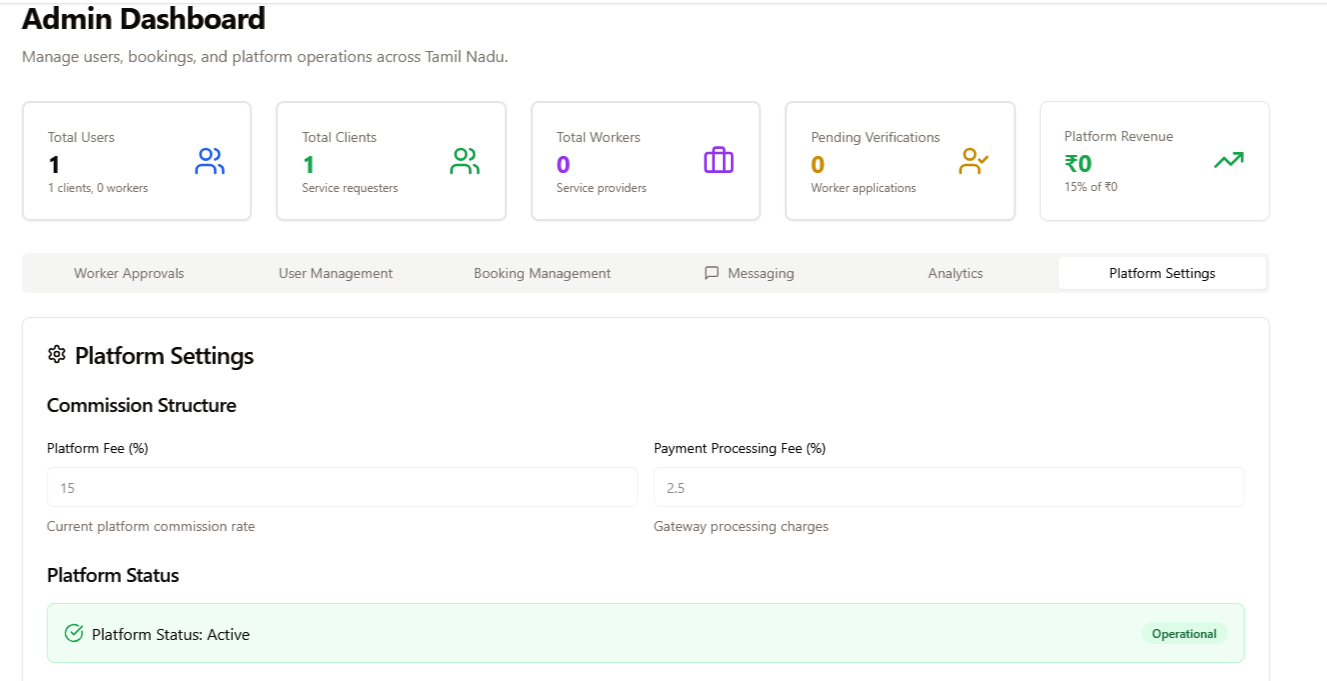 Admin Dashboard
Manage users, bookings, and platform operations across Tamil Nadu.
Total Users
1
1 clients, 0 workers
Total Clients
1
Service requesters
Total Workers
0
Service providers
Pending Verifications
0
Worker applications
Platform Revenue
₹0
15% of ₹0
Worker Approvals User Management Booking Management Messaging Analytics Platform Settings
Platform Settings
Commission Structure
Platform Fee (%)
15
Current platform commission rate
Payment Processing Fee (%)
2.5
Gateway processing charges
Platform Status
Platform Status: Active Operational